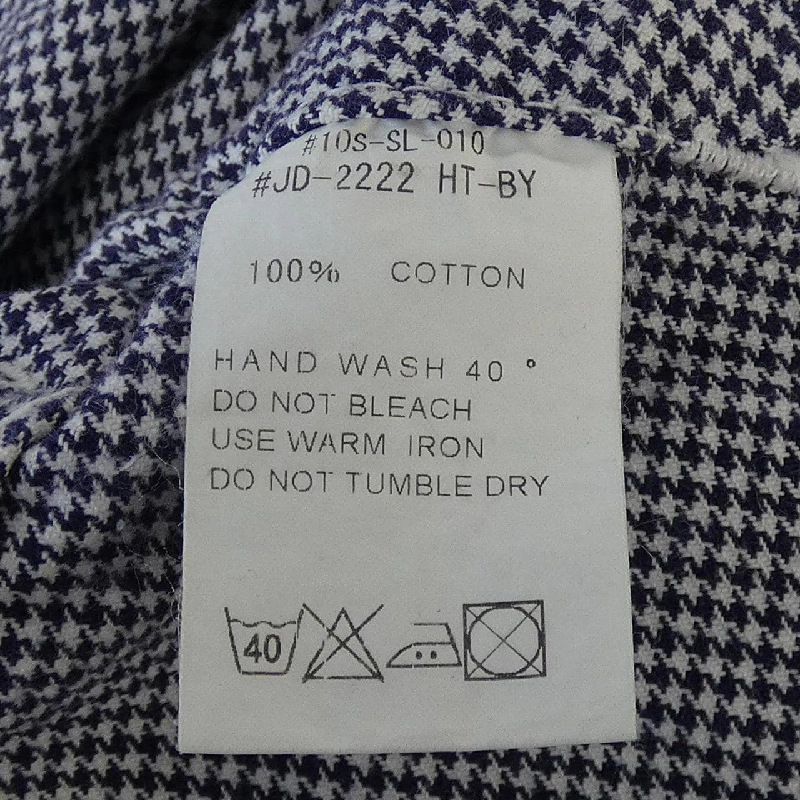 #10S-SL-010
#JD-2222 HT-BY
100% COTTON
HAND WASH 40 °
DO NOT BLEACH
USE WARM IRON
DO NOT TUMBLE DRY
40